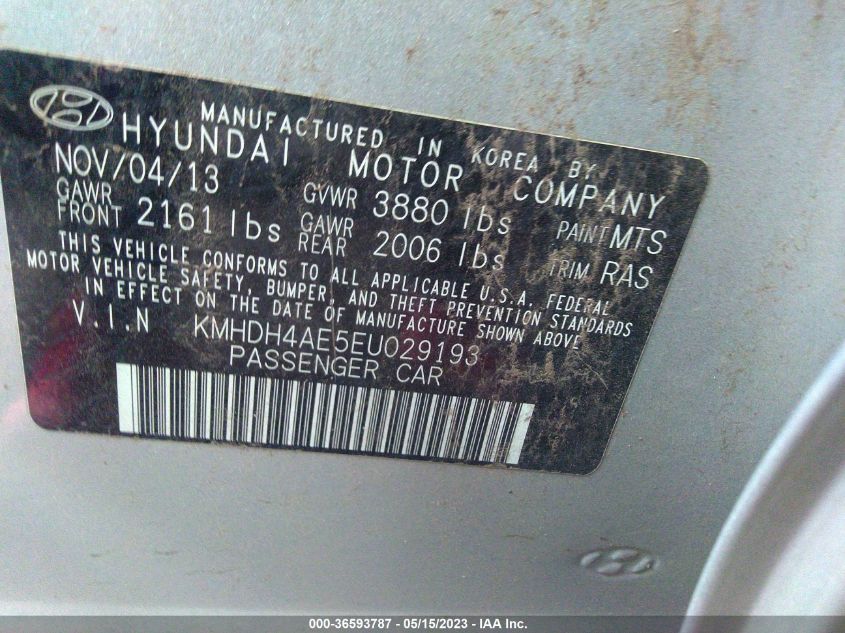 MANUFACTURED IN KOREA BY
HYUNDAI MOTOR COMPANY
NOV/04/13 GVWR 3880 lbs PAINT MTS
GAWR FRONT 2161 lbs GAWR REAR 2006 lbs TRIM RAS
THIS VEHICLE CONFORMS TO ALL APPLICABLE U.S.A. FEDERAL
MOTOR VEHICLE SAFETY, BUMPER, AND THEFT PREVENTION STANDARDS
IN EFFECT ON THE DATE OF MANUFACTURE SHOWN ABOVE
V.I.N KMHDH4AE5EU029193
PASSENGER CAR
000-36593787 - 05/15/2023 - IAA Inc.